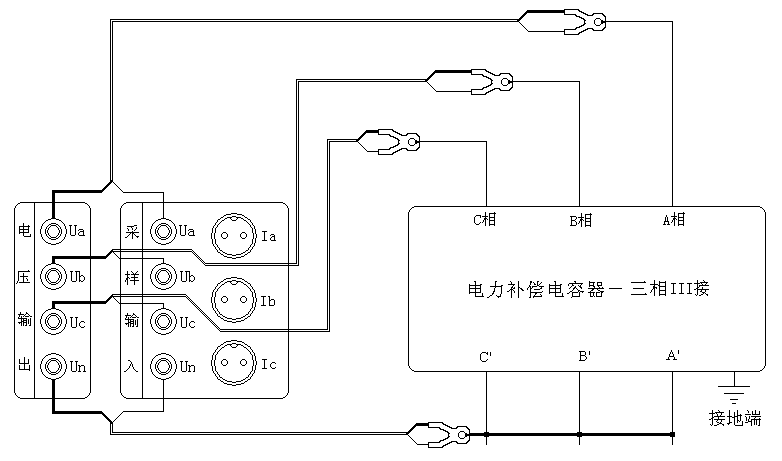 C相 B相 A相
电 Ua 采 Ua Ia
压 Ub 样 Ub Ib
输 Uc 输 Uc
出 Un 入 Un Ic
电力补偿电容器－三相III接
C' B' A'
接地端